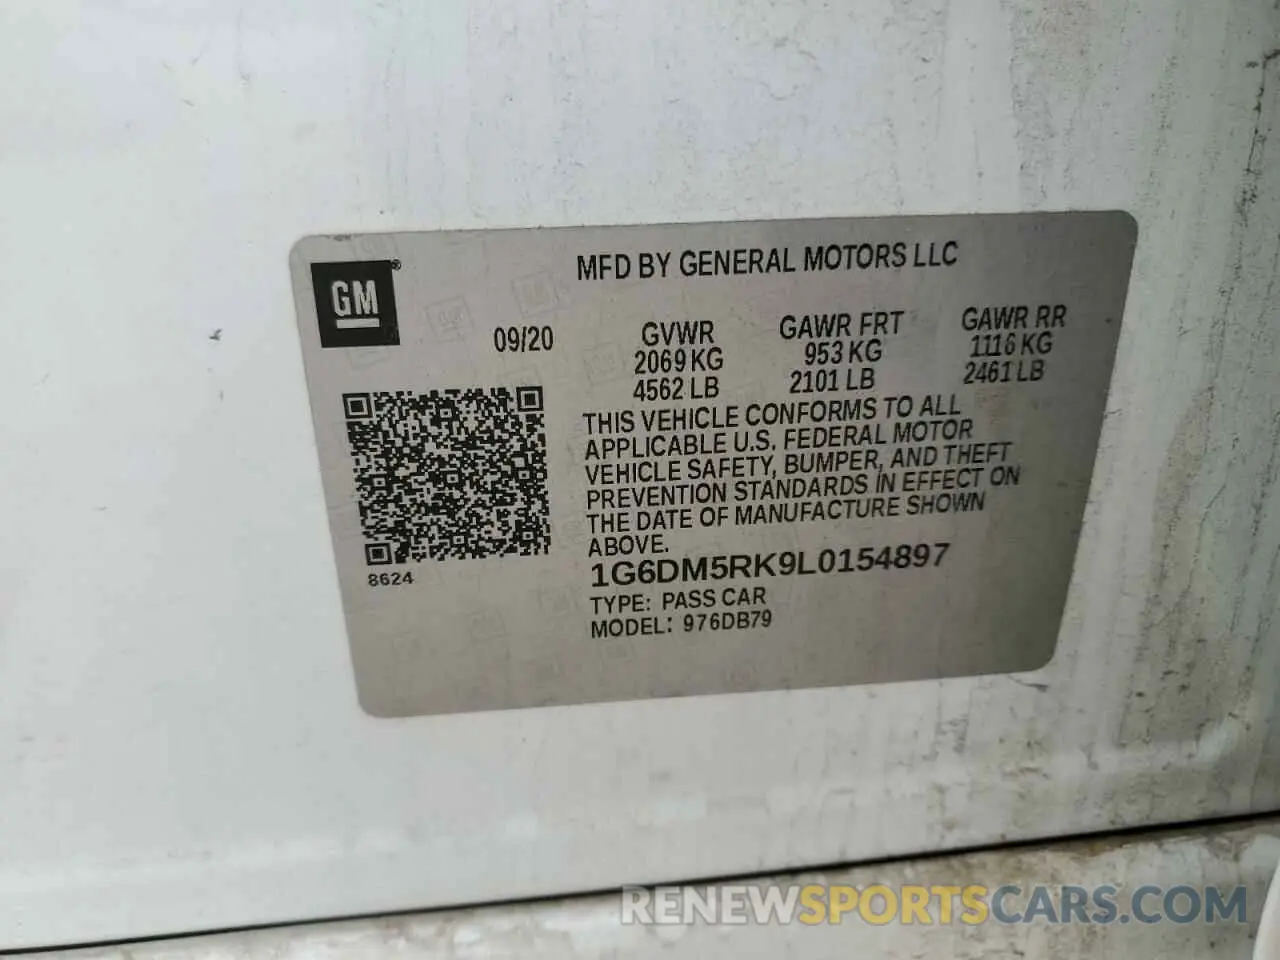 GM®
MFD BY GENERAL MOTORS LLC
09/20 GVWR GAWR FRT GAWR RR
2069 KG 953 KG 1116 KG
4562 LB 2101 LB 2461 LB
THIS VEHICLE CONFORMS TO ALL
APPLICABLE U.S. FEDERAL MOTOR
VEHICLE SAFETY, BUMPER, AND THEFT
PREVENTION STANDARDS IN EFFECT ON
THE DATE OF MANUFACTURE SHOWN
ABOVE.
8624
1G6DM5RK9L0154897
TYPE: PASS CAR
MODEL: 976DB79
RENEWSPORTSCARS.COM